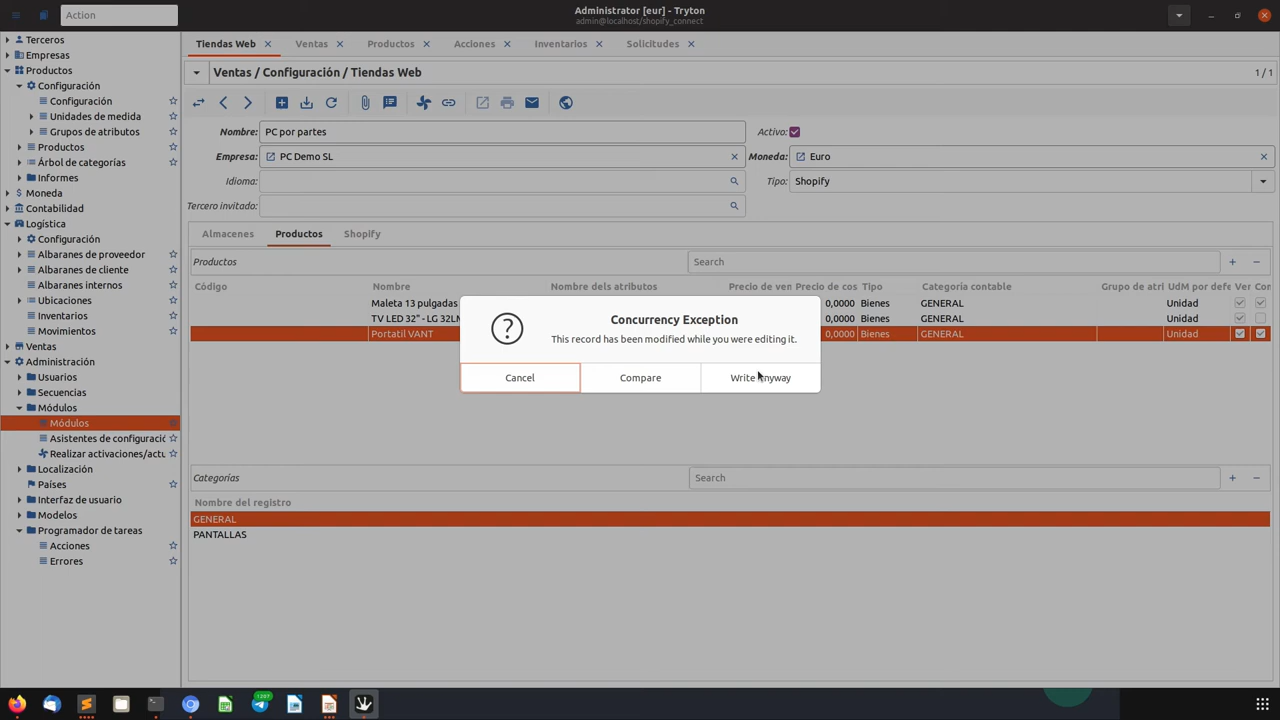 Administrator [eur] - Tryton
admin@localhost/shopify_connect
Action
Terceros
Empresas
Productos
Configuración
Configuración
Unidades de medida
Grupos de atributos
Productos
Árbol de categorías
Informes
Moneda
Contabilidad
Logística
Configuración
Albaranes de proveedor
Albaranes de cliente
Albaranes internos
Ubicaciones
Inventarios
Movimientos
Ventas
Administración
Usuarios
Secuencias
Módulos
Módulos
Asistentes de configuració
Realizar activaciones/actu
Localización
Países
Interfaz de usuario
Modelos
Programador de tareas
Acciones
Errores
Tiendas Web Ventas Productos Acciones Inventarios Solicitudes
Ventas / Configuración / Tiendas Web 1 / 1
Nombre: PC por partes Activo:
Empresa: PC Demo SL Moneda: Euro
Idioma: Tipo: Shopify
Tercero invitado:
Almacenes Productos Shopify
Productos Search
Código Nombre Nombre dels atributos Precio de ven Precio de cos Tipo Categoría contable Grupo de atri UdM por defe Ver Con
Maleta 13 pulgadas 0,0000 Bienes GENERAL Unidad
TV LED 32" - LG 32LM 0,0000 Bienes GENERAL Unidad
Portatil VANT 0,0000 Bienes GENERAL Unidad
Concurrency Exception
This record has been modified while you were editing it.
Cancel Compare Write Anyway
Categorías Search
Nombre del registro
GENERAL
PANTALLAS
1207